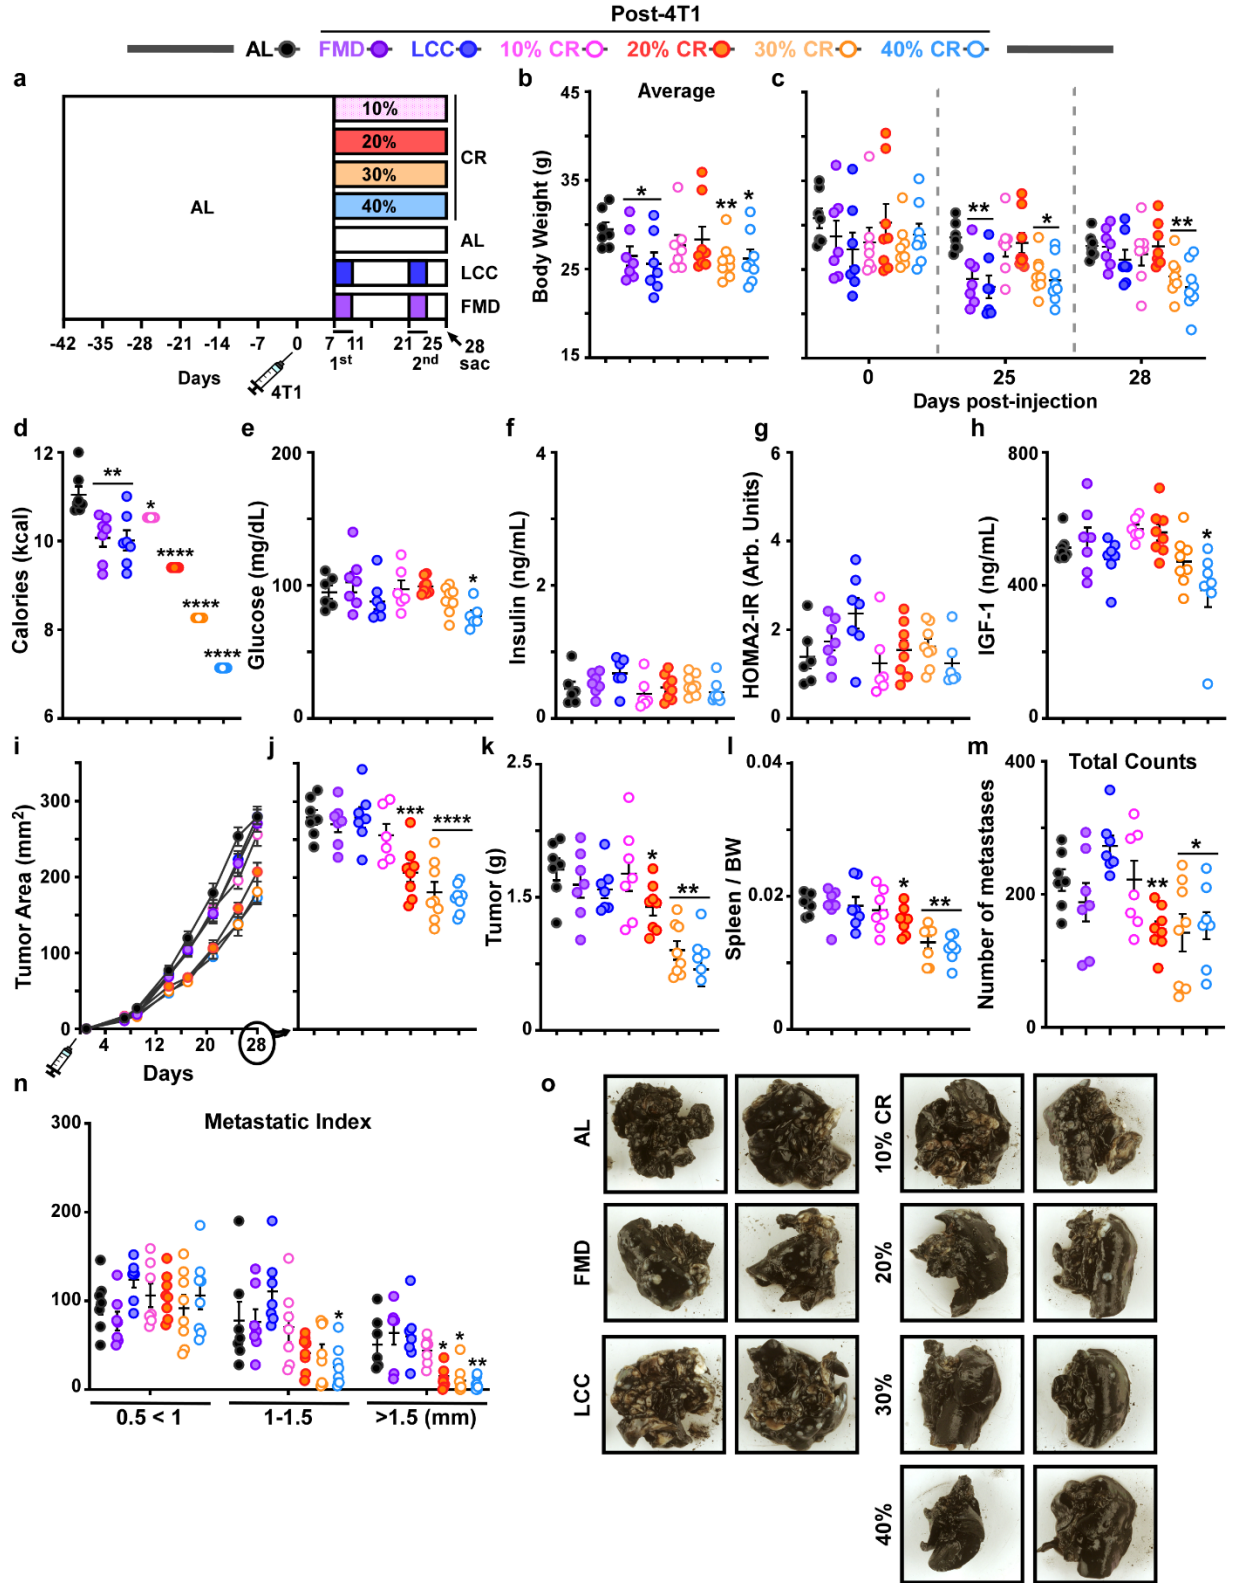 Post-4T1
AL FMD LCC 10% CR 20% CR 30% CR 40% CR
a
10%
20%
30%
40%
CR
AL
AL
LCC
FMD
-42 -35 -28 -21 -14 -7 0 7 11 21 25 28
1st 2nd sac
Days
4T1
b
Average
Body Weight (g)
45
35
25
15
* ** *
c
** * **
0 25 28
Days post-injection
d
Calories (kcal)
12
10
8
6
** * **** **** ****
e
Glucose (mg/dL)
200
100
0
*
f
Insulin (ng/mL)
4
2
0
g
HOMA2-IR (Arb. Units)
6
4
2
0
h
IGF-1 (ng/mL)
800
400
0
*
i
Tumor Area (mm2)
300
200
100
0
4 12 20 28
Days
j
*** ****
k
Tumor (g)
2.5
1.5
0
* **
l
Spleen / BW
0.04
0.02
0
* **
m
Total Counts
Number of metastases
400
200
0
** *
n
Metastatic Index
300
200
100
0
* * * **
0.5 < 1 1-1.5 >1.5 (mm)
o
AL
10% CR
FMD
20%
LCC
30%
40%